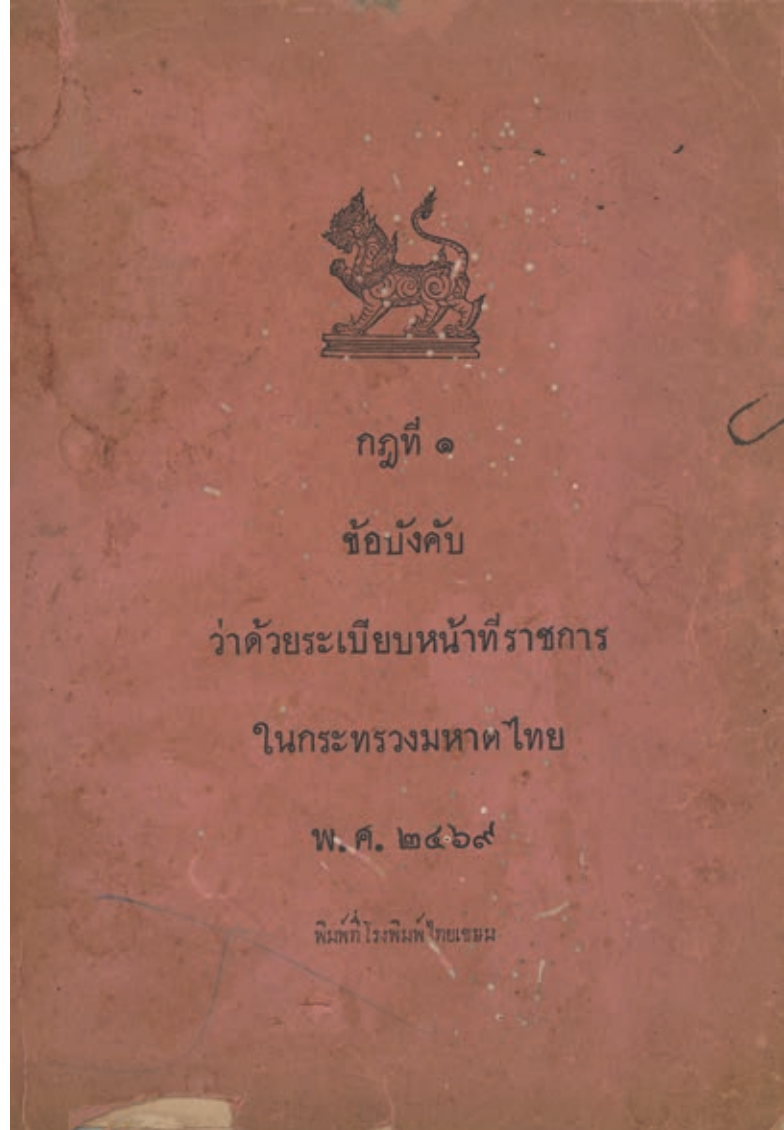 กฎที่ ๑
ข้อบังคับ
ว่าด้วยระเบียบหน้าที่ราชการ
ในกระทรวงมหาดไทย
พ.ศ. ๒๔๖๙
พิมพ์ที่โรงพิมพ์ไทยเขษม